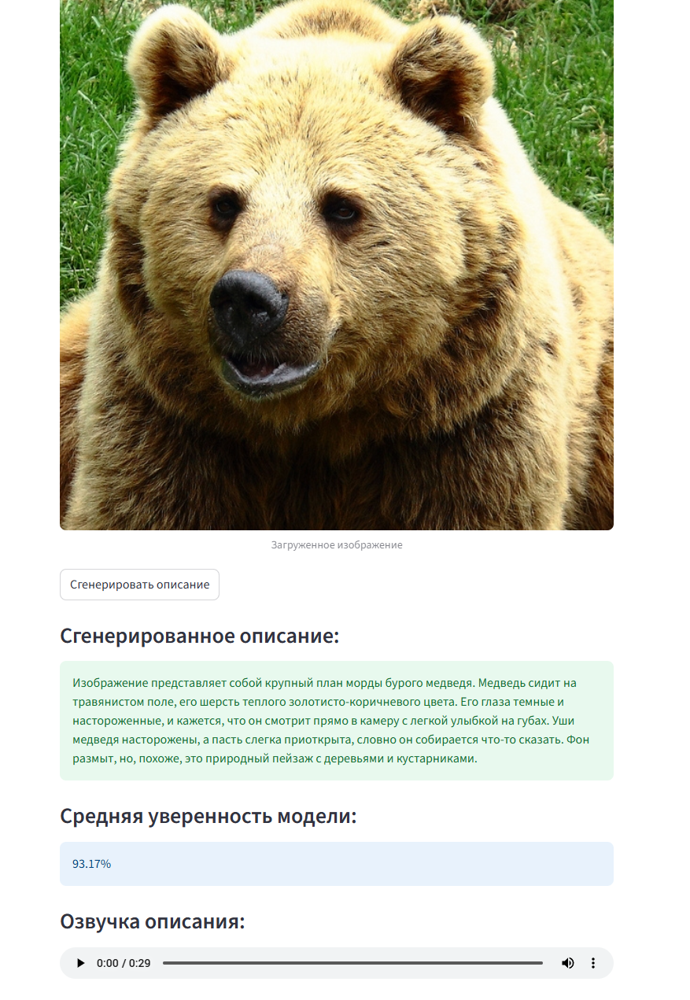 Загруженное изображение
Сгенерировать описание
Сгенерированное описание:
Изображение представляет собой крупный план морды бурого медведя. Медведь сидит на
травянистом поле, его шерсть теплого золотисто-коричневого цвета. Его глаза темные и
настороженные, и кажется, что он смотрит прямо в камеру с легкой улыбкой на губах. Уши
медведя насторожены, а пасть слегка приоткрыта, словно он собирается что-то сказать. Фон
размыт, но, похоже, это природный пейзаж с деревьями и кустарниками.
Средняя уверенность модели:
93.17%
Озвучка описания:
0:00 / 0:29